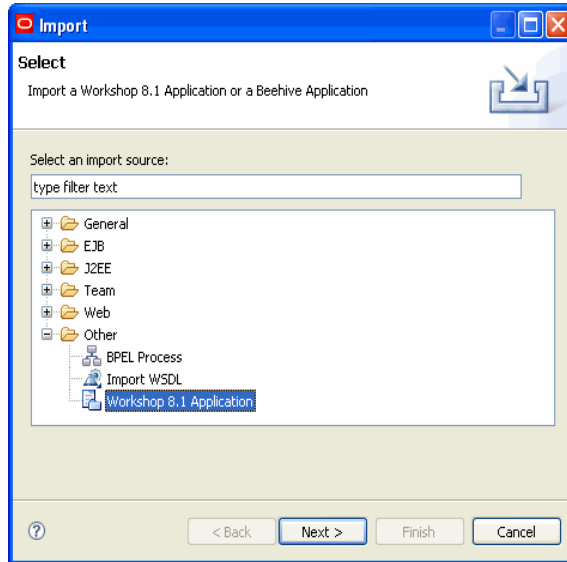 Import
Select
Import a Workshop 8.1 Application or a Beehive Application
Select an import source:
type filter text
General
EJB
J2EE
Team
Web
Other
BPEL Process
Import WSDL
Workshop 8.1 Application
?
< Back Next > Finish Cancel